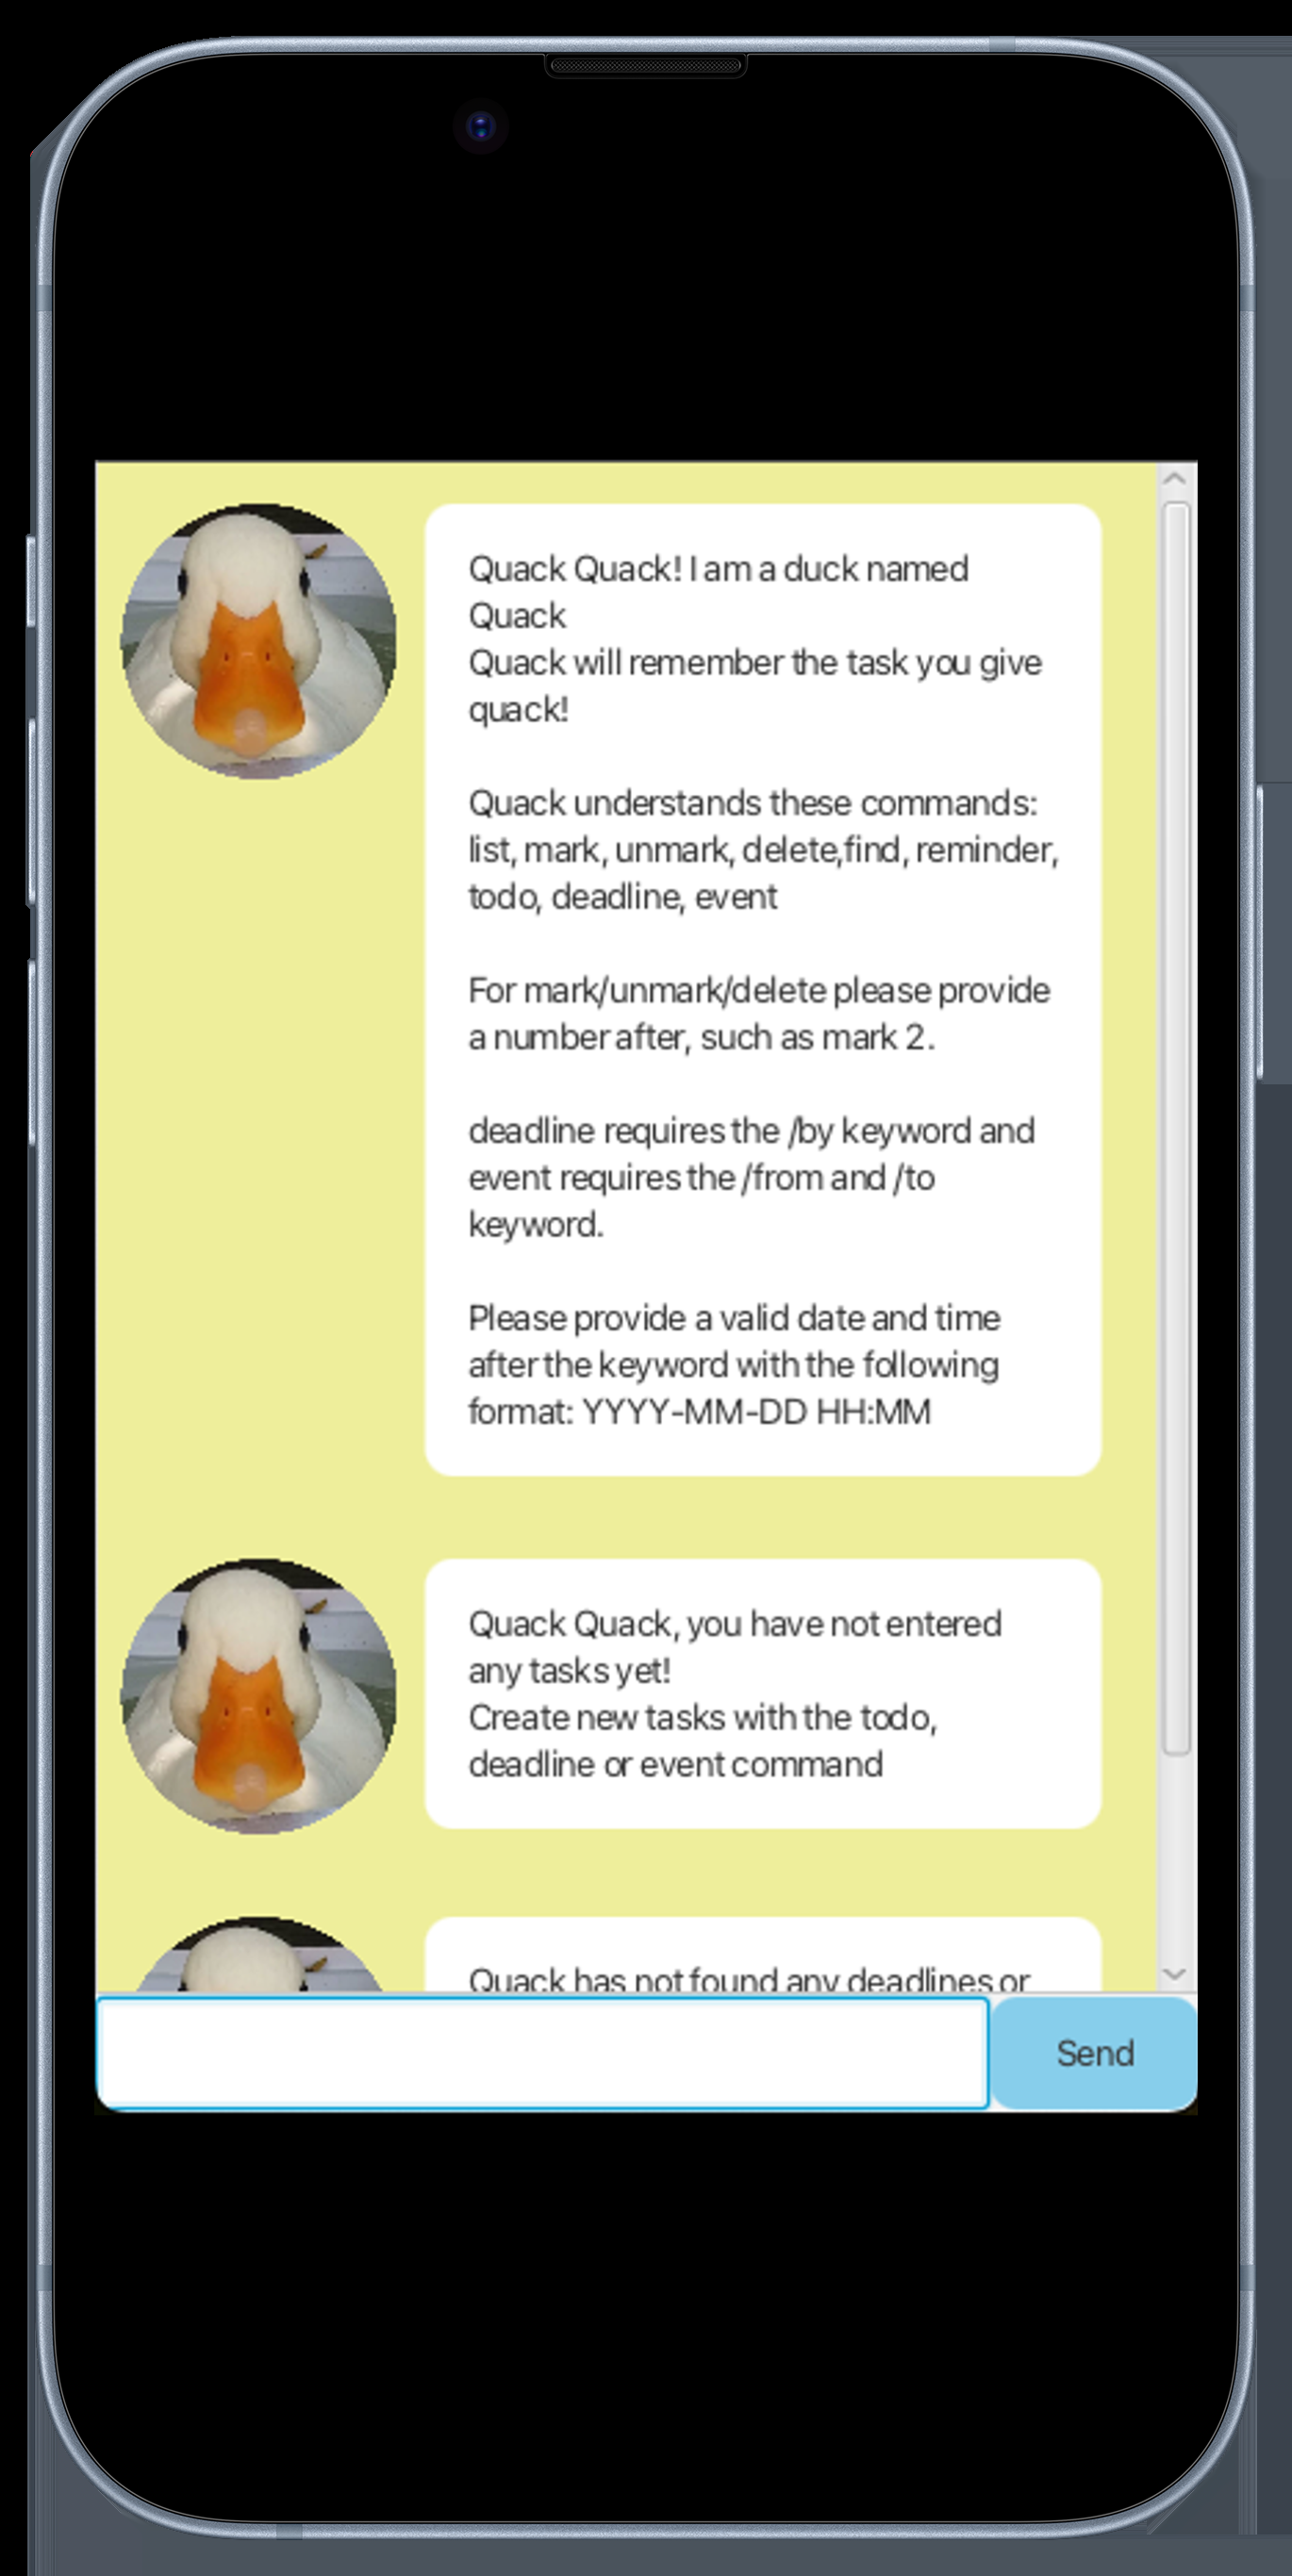 Quack Quack! I am a duck named
Quack
Quack will remember the task you give
quack!
Quack understands these commands:
list, mark, unmark, delete,find, reminder,
todo, deadline, event
For mark/unmark/delete please provide
a number after, such as mark 2.
deadline requires the /by keyword and
event requires the /from and /to
keyword.
Please provide a valid date and time
after the keyword with the following
format: YYYY-MM-DD HH:MM
Quack Quack, you have not entered
any tasks yet!
Create new tasks with the todo,
deadline or event command
Quack has not found any deadlines or
Send